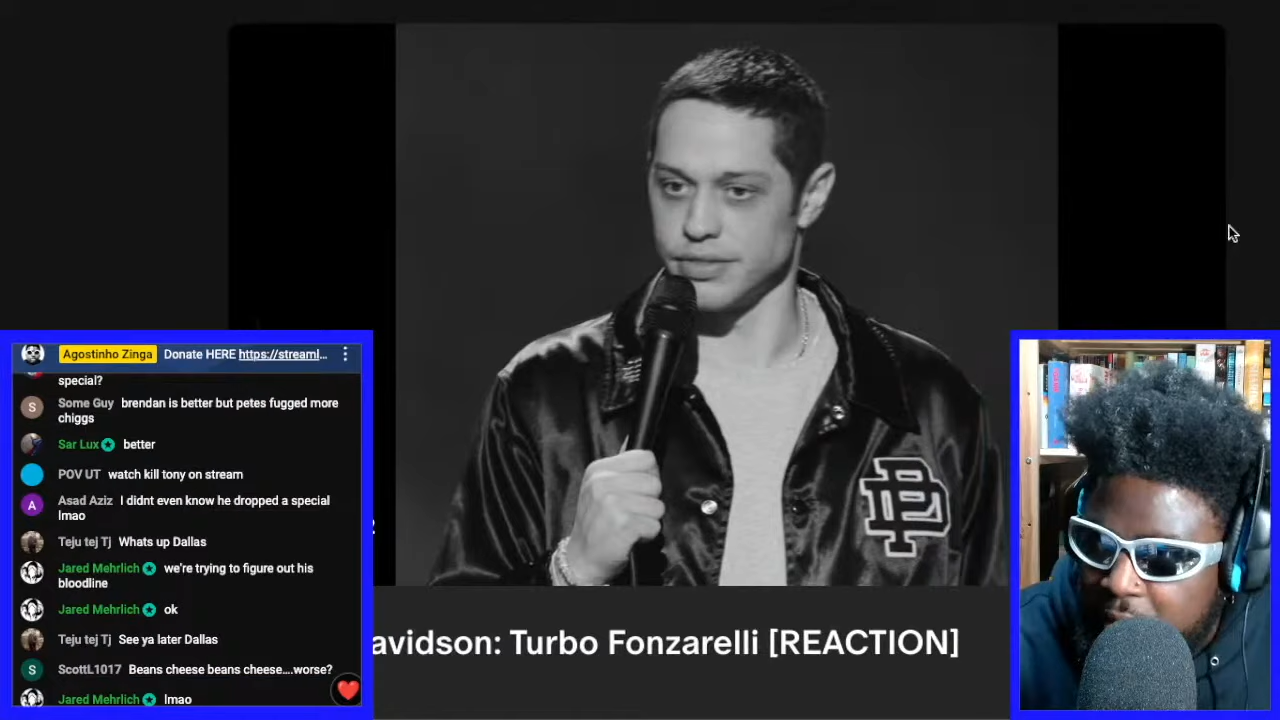 Agostinho Zinga Donate HERE https://streaml...
special?
Some Guy brendan is better but petes fugged more
chiggs
Sar Lux better
S
POV UT watch kill tony on stream
Asad Aziz I didnt even know he dropped a special
lmao
A
Teju tej Tj Whats up Dallas
Jared Mehrlich we're trying to figure out his
bloodline
Jared Mehrlich ok
Teju tej Tj See ya later Dallas
S ScottL1017 Beans cheese beans cheese....worse?
Jared Mehrlich lmao
PD
avidson: Turbo Fonzarelli [REACTION]